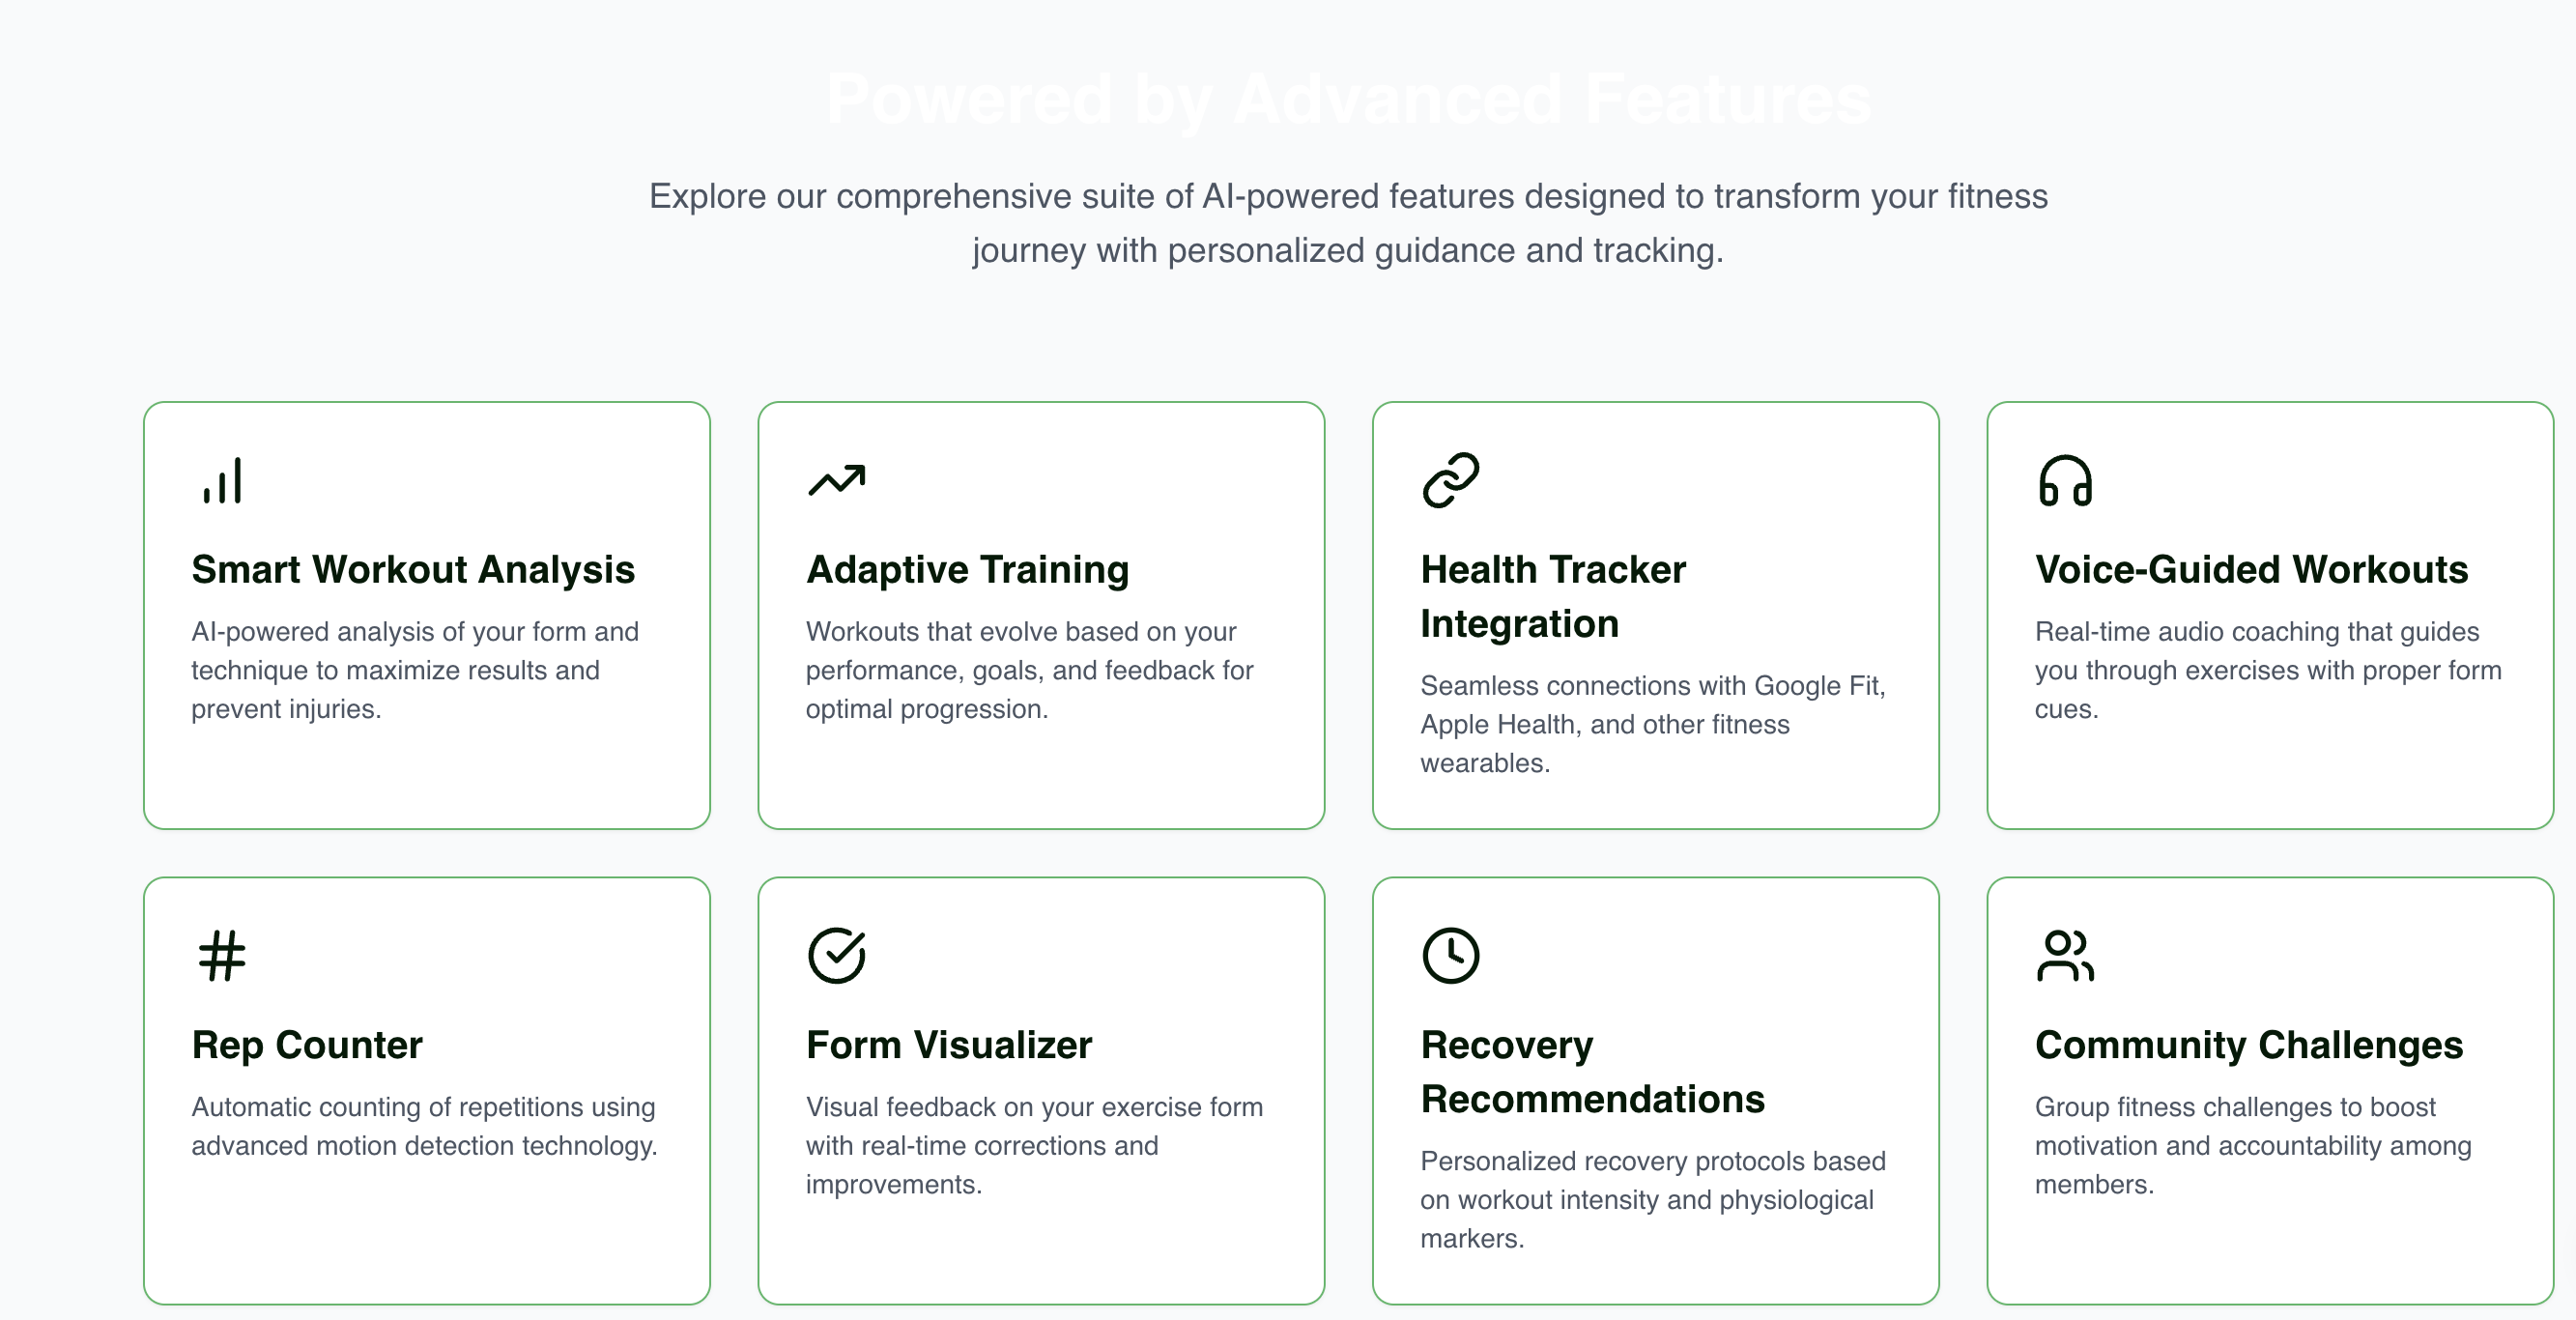 Powered by Advanced Features
Explore our comprehensive suite of AI-powered features designed to transform your fitness
journey with personalized guidance and tracking.
Smart Workout Analysis
AI-powered analysis of your form and
technique to maximize results and
prevent injuries.
Adaptive Training
Workouts that evolve based on your
performance, goals, and feedback for
optimal progression.
Health Tracker
Integration
Seamless connections with Google Fit,
Apple Health, and other fitness
wearables.
Voice-Guided Workouts
Real-time audio coaching that guides
you through exercises with proper form
cues.
Rep Counter
Automatic counting of repetitions using
advanced motion detection technology.
Form Visualizer
Visual feedback on your exercise form
with real-time corrections and
improvements.
Recovery
Recommendations
Personalized recovery protocols based
on workout intensity and physiological
markers.
Community Challenges
Group fitness challenges to boost
motivation and accountability among
members.